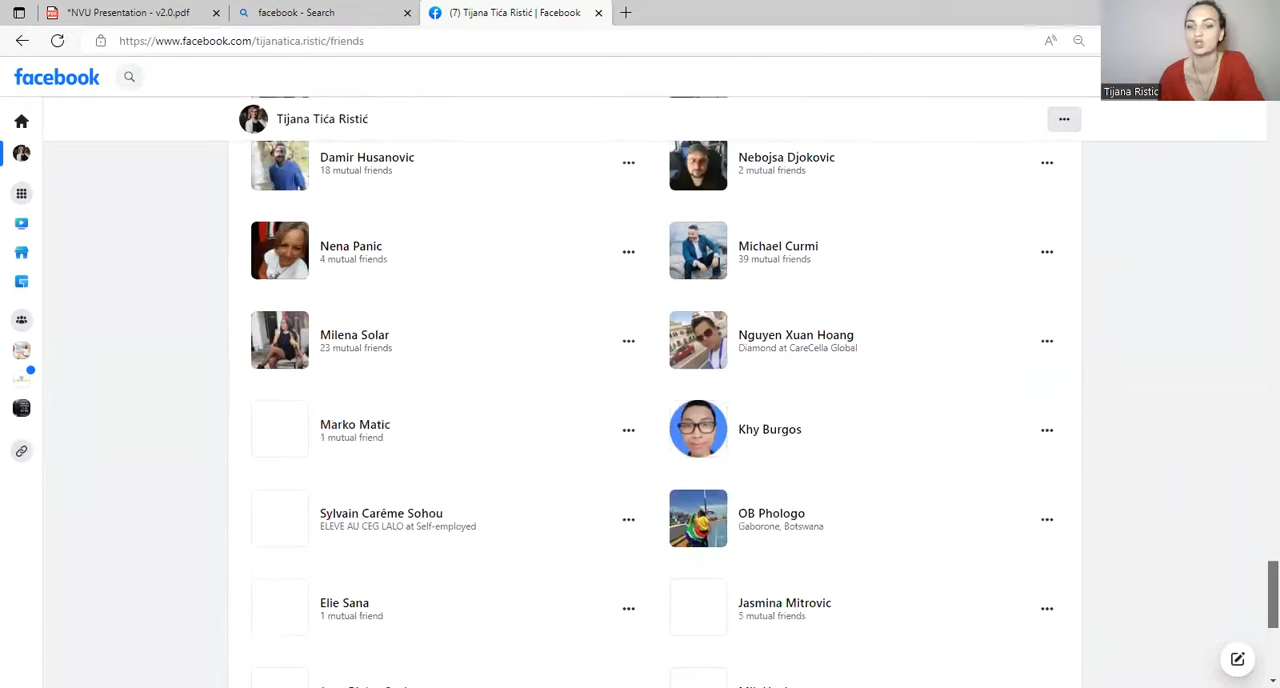 *NVU Presentation - v2.0.pdf
facebook - Search
(7) Tijana Tića Ristić | Facebook
https://www.facebook.com/tijanatica.ristic/friends
Tijana Ristic
facebook
Tijana Tića Ristić
Damir Husanovic
18 mutual friends
Nebojsa Djokovic
2 mutual friends
Nena Panic
4 mutual friends
Michael Curmi
39 mutual friends
Milena Solar
23 mutual friends
Nguyen Xuan Hoang
Diamond at CareCella Global
Marko Matic
1 mutual friend
Khy Burgos
Sylvain Carême Sohou
ELEVE AU CEG LALO at Self-employed
OB Phologo
Gaborone, Botswana
Elie Sana
1 mutual friend
Jasmina Mitrovic
5 mutual friends